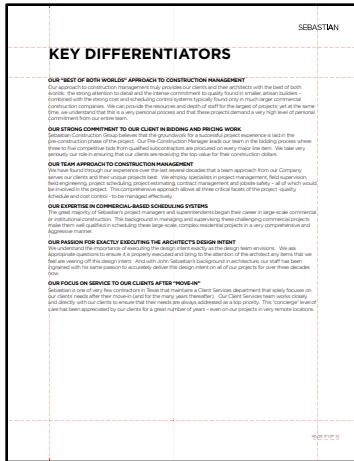 SEBASTIAN
KEY DIFFERENTIATORS
OUR "BEST OF BOTH WORLDS" APPROACH TO CONSTRUCTION MANAGEMENT
Our approach to construction management truly provides our clients and their architects with the best of both
worlds: the strong attention to detail and the intense commitment to quality found in smaller, artisan builders –
combined with the strong cost and scheduling control systems typically found only in much larger commercial
construction companies. We can provide the resources and depth of staff for the largest of projects; yet at the same
time, we understand that this is a very personal process and that these projects demand a very high level of personal
commitment from our entire team.
OUR STRONG COMMITMENT TO OUR CLIENT IN BIDDING AND PRICING WORK
Sebastian Construction Group believes that the groundwork for a successful project experience is laid in the
pre-construction phase of the project. Our Pre-Construction Manager leads our team in the bidding process where
three to five competitive bids from qualified subcontractors are procured on every major line item. We take very
seriously our role in ensuring that our clients are receiving the top value for their construction dollars.
OUR TEAM APPROACH TO CONSTRUCTION MANAGEMENT
We have found through our experience over the last several decades that a team approach from our Company
serves our clients and their unique projects best. We employ specialists in project management, field supervision,
field engineering, project scheduling, project estimating, contract management and jobsite safety – all of which would
be involved in the project. This comprehensive approach allows all three critical facets of the project -quality,
schedule and cost control - to be managed effectively.
OUR EXPERTISE IN COMMERCIAL-BASED SCHEDULING SYSTEMS
The great majority of Sebastian's project managers and superintendents began their career in large-scale commercial
or institutional construction. This background in managing and supervising these challenging commercial projects
make them well qualified in scheduling these large-scale, complex residential projects in a very comprehensive and
aggressive manner.
OUR PASSION FOR EXACTLY EXECUTING THE ARCHITECT'S DESIGN INTENT
We understand the importance of executing the design intent exactly as the design team envisions. We ask
appropriate questions to ensure it is properly executed and bring to the attention of the architect any items that we
feel are veering off this design intent. And with John Sebastian's background in architecture, our staff has been
ingrained with his same passion to accurately deliver this design intent on all of our projects for over three decades
now.
OUR FOCUS ON SERVICE TO OUR CLIENTS AFTER "MOVE-IN"
Sebastian is one of very few contractors in Texas that maintains a Client Services department that solely focuses on
our clients' needs after their move-in (and for the many years thereafter). Our Client Services team works closely
and directly with our clients to ensure that their needs are always addressed as a top priority. This "concierge" level of
care has been appreciated by our clients for a great number of years – even on our projects in very remote locations.